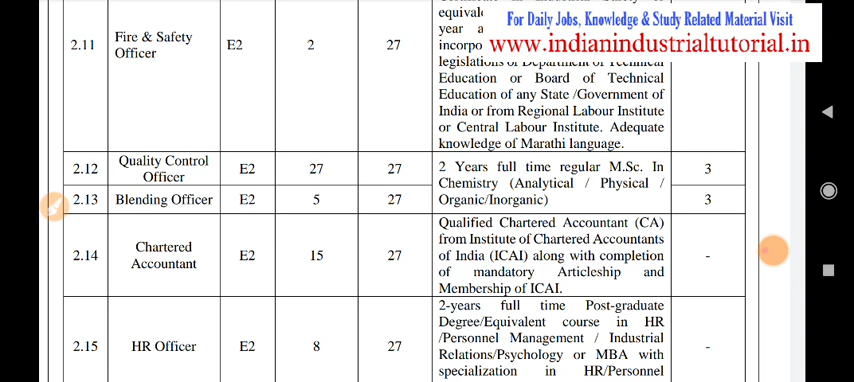 For Daily Jobs, Knowledge & Study Related Material Visit
www.indianindustrialtutorial.in
equivale
year a
incorpo
legislations of Department of Technical
Education or Board of Technical
Education of any State /Government of
India or from Regional Labour Institute
or Central Labour Institute. Adequate
knowledge of Marathi language.
2.11
Fire & Safety
Officer
E2
2
27
2.12
Quality Control
Officer
E2
27
27
2 Years full time regular M.Sc. In
Chemistry (Analytical / Physical /
Organic/Inorganic)
3
2.13
Blending Officer
E2
5
27
3
2.14
Chartered
Accountant
E2
15
27
Qualified Chartered Accountant (CA)
from Institute of Chartered Accountants
of India (ICAI) along with completion
of mandatory Articleship and
Membership of ICAI.
-
2.15
HR Officer
E2
8
27
2-years full time Post-graduate
Degree/Equivalent course in HR
/Personnel Management / Industrial
Relations/Psychology or MBA with
specialization in HR/Personnel
-